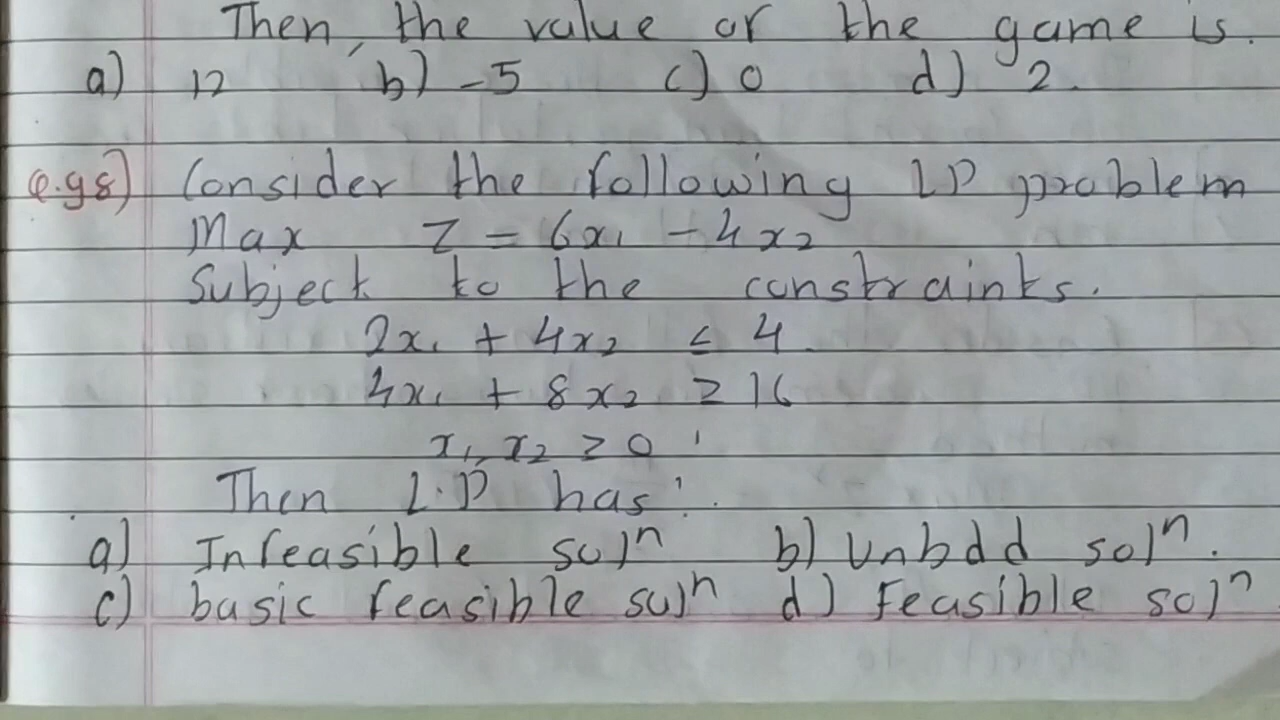 Then, the value of the game is.
a) 12 b) -5 c) 0 d) 2.
e.g 8) Consider the following LP problem
Max Z = 6x₁ - 4x₂
Subject to the constraints.
2x₁ + 4x₂ ≤ 4
4x₁ + 8x₂ ≥ 16
x₁, x₂ ≥ 0
Then L.P has:
a) Infeasible solⁿ b) Unbdd solⁿ.
c) basic feasible solⁿ d) Feasible solⁿ